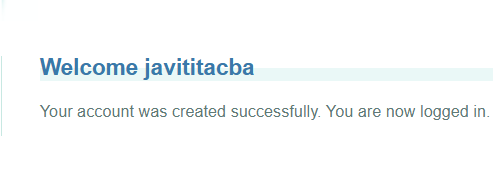 Welcome javititacba
Your account was created successfully. You are now logged in.